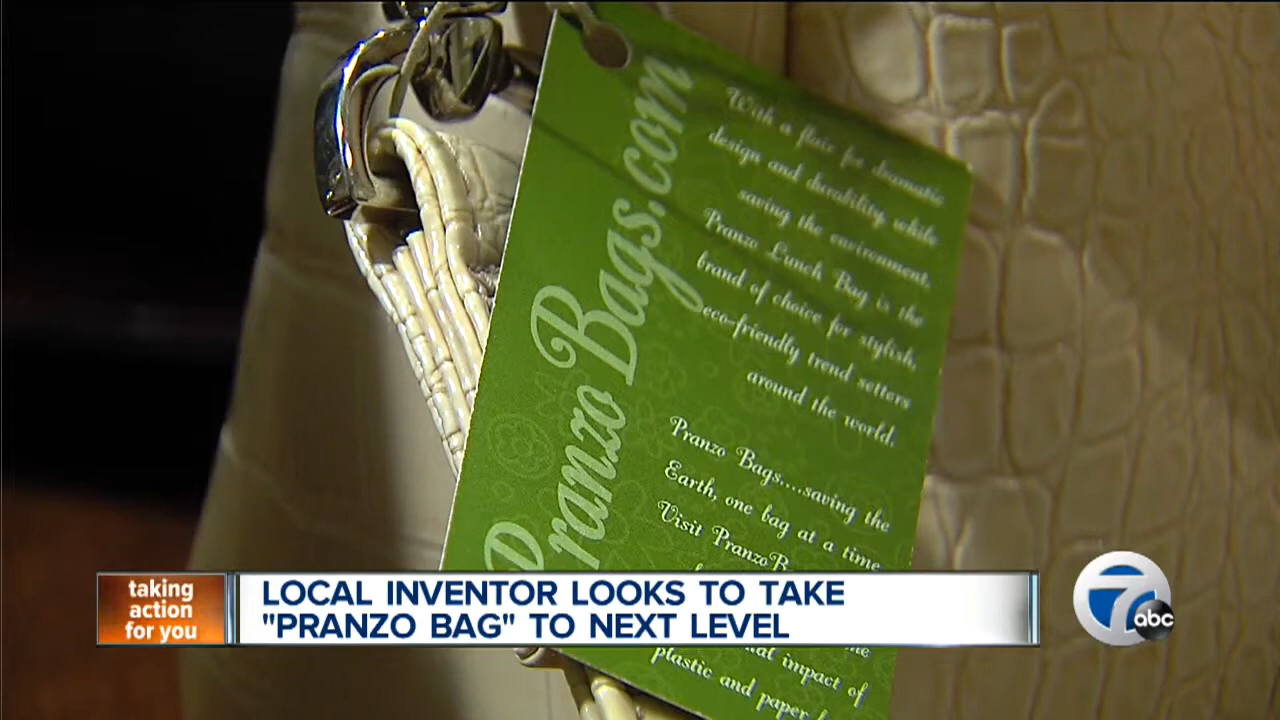 PranzoBags.com
With a flair for dramatic
design and durability, while
saving the environment,
Pranzo Lunch Bag is the
brand of choice for stylish,
eco-friendly trend setters
around the world.
Pranzo Bags....saving the
Earth, one bag at a time
Visit PranzoB
impact of
plastic and paper
taking
action
for you
LOCAL INVENTOR LOOKS TO TAKE
"PRANZO BAG" TO NEXT LEVEL
7
abc